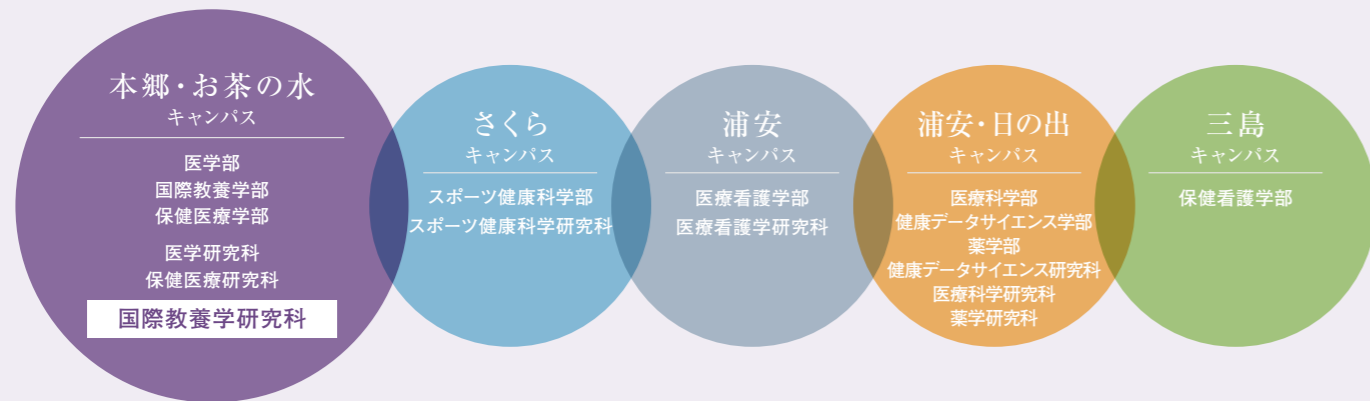 本郷・お茶の水
キャンパス
医学部
国際教養学部
保健医療学部
医学研究科
保健医療研究科
国際教養学研究科
さくら
キャンパス
スポーツ健康科学部
スポーツ健康科学研究科
浦安
キャンパス
医療看護学部
医療看護学研究科
浦安・日の出
キャンパス
医療科学部
健康データサイエンス学部
薬学部
健康データサイエンス研究科
医療科学研究科
薬学研究科
三島
キャンパス
保健看護学部